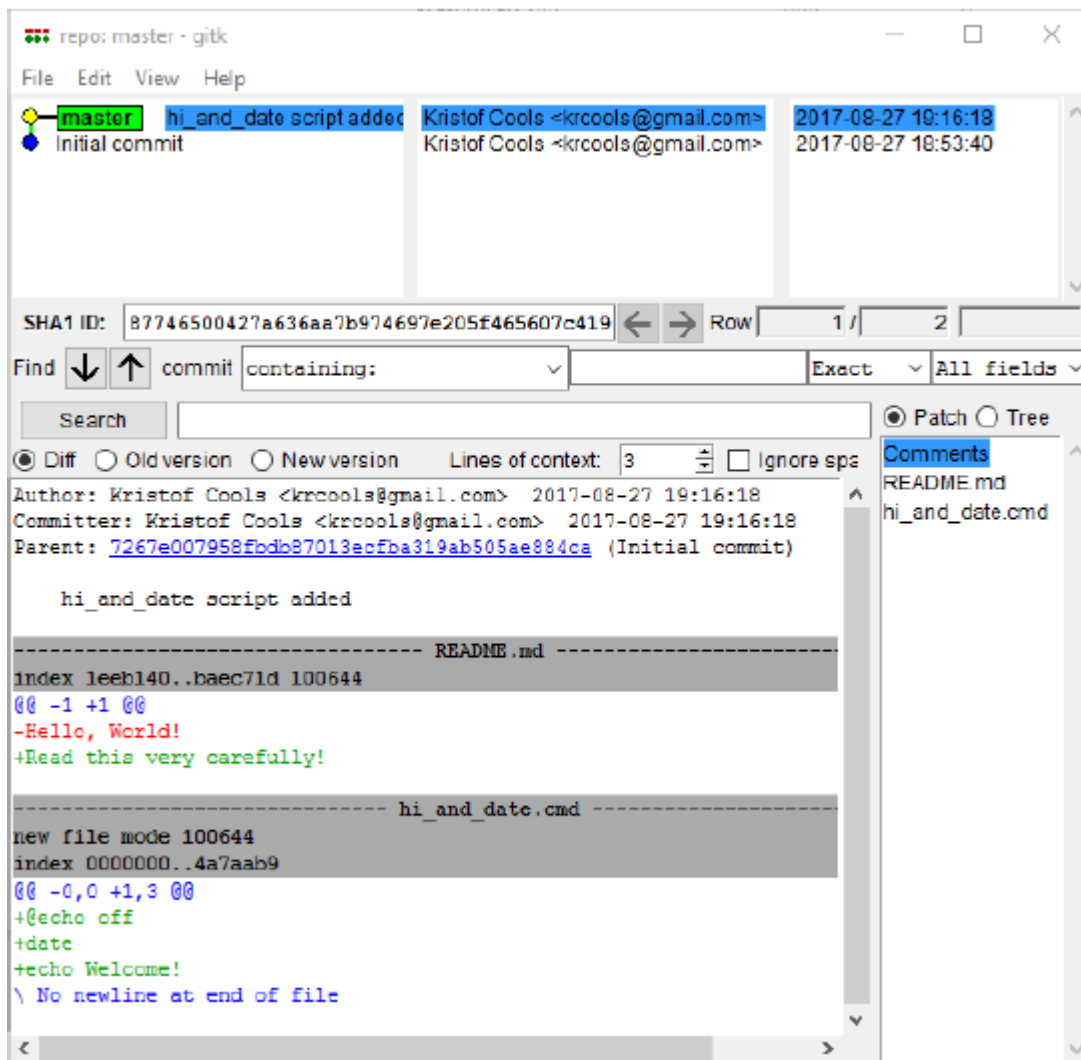 repo: master - gitk
File Edit View Help
master hi_and_date script added Kristof Cools <krcools@gmail.com> 2017-08-27 19:16:18
Initial commit Kristof Cools <krcools@gmail.com> 2017-08-27 18:53:40
SHA1 ID: 87746500427a636aa7b974697e205f465607c419 Row 1 / 2
Find commit containing: Exact All fields
Search Patch Tree
Diff Old version New version Lines of context: 3 Ignore spa
Comments
README.md
hi_and_date.cmd
Author: Kristof Cools <krcools@gmail.com> 2017-08-27 19:16:18
Committer: Kristof Cools <krcools@gmail.com> 2017-08-27 19:16:18
Parent: 7267e007958fbdb87013ecfba319ab505ae884ca (Initial commit)
hi_and_date script added
---------------------------------- README.md ------------------------
index 1eeb140..baec71d 100644
@@ -1 +1 @@
-Hello, World!
+Read this very carefully!
------------------------------- hi_and_date.cmd ---------------------
new file mode 100644
index 0000000..4a7aab9
@@ -0,0 +1,3 @@
+@echo off
+date
+echo Welcome!
\ No newline at end of file